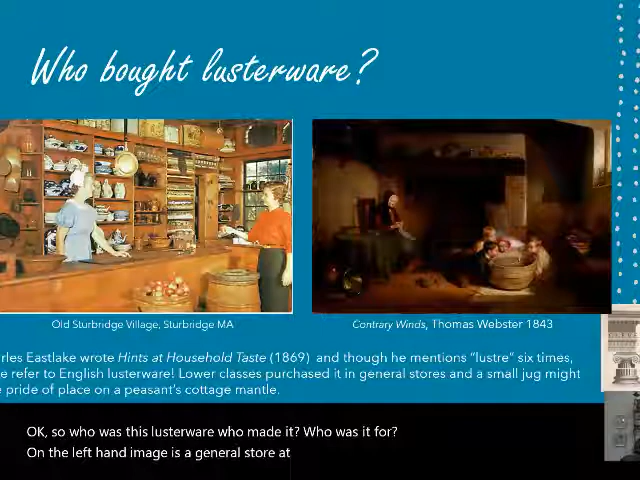 Who bought lusterware?
Old Sturbridge Village, Sturbridge MA
Contrary Winds, Thomas Webster 1843
rles Eastlake wrote Hints at Household Taste (1869) and though he mentions "lustre" six times,
e refer to English lusterware! Lower classes purchased it in general stores and a small jug might
e pride of place on a peasant's cottage mantle.
OK, so who was this lusterware who made it? Who was it for?
On the left hand image is a general store at